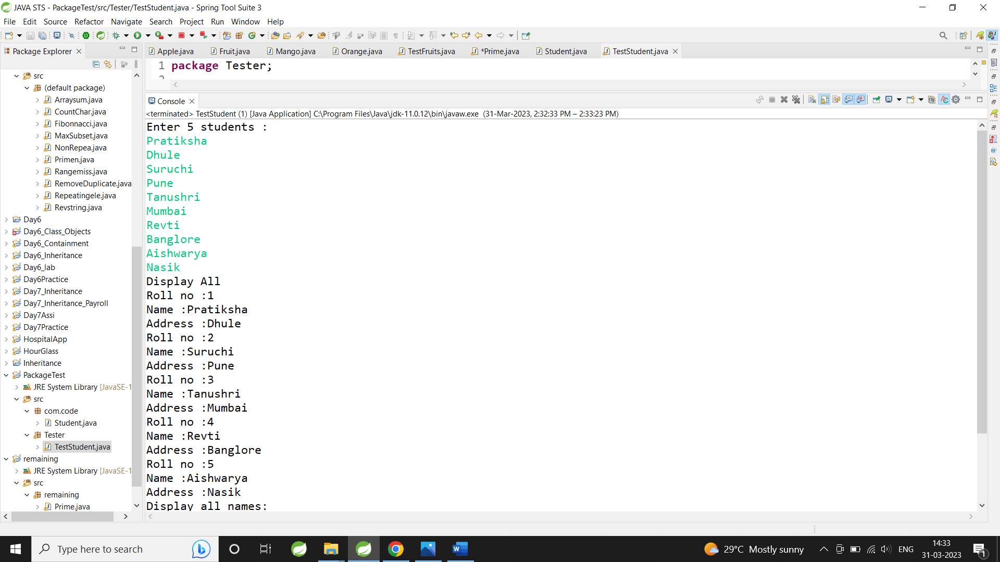 JAVA STS - PackageTest/src/Tester/TestStudent.java - Spring Tool Suite 3
File Edit Source Refactor Navigate Search Project Run Window Help
Package Explorer
src
(default package)
Arraysum.java
CountChar.java
Fibonnacci.java
MaxSubset.java
NonRepea.java
Primen.java
Rangemiss.java
RemoveDuplicate.java
Repeatingele.java
Revstring.java
Day6
Day6_Class_Objects
Day6_Containment
Day6_Inheritance
Day6_lab
Day6Practice
Day7_Inheritance
Day7_Inheritance_Payroll
Day7Assi
Day7Practice
HospitalApp
HourGlass
Inheritance
PackageTest
JRE System Library [JavaSE-1
src
com.code
Student.java
Tester
TestStudent.java
remaining
JRE System Library [JavaSE-1
src
remaining
Prime.java
Apple.java Fruit.java Mango.java Orange.java TestFruits.java *Prime.java Student.java TestStudent.java
1 package Tester;
Console
<terminated> TestStudent (1) [Java Application] C:\Program Files\Java\jdk-11.0.12\bin\javaw.exe (31-Mar-2023, 2:32:33 PM – 2:33:23 PM)
Enter 5 students :
Pratiksha
Dhule
Suruchi
Pune
Tanushri
Mumbai
Revti
Banglore
Aishwarya
Nasik
Display All
Roll no :1
Name :Pratiksha
Address :Dhule
Roll no :2
Name :Suruchi
Address :Pune
Roll no :3
Name :Tanushri
Address :Mumbai
Roll no :4
Name :Revti
Address :Banglore
Roll no :5
Name :Aishwarya
Address :Nasik
Display all names:
Type here to search
29°C Mostly sunny
ENG
14:33
31-03-2023
1